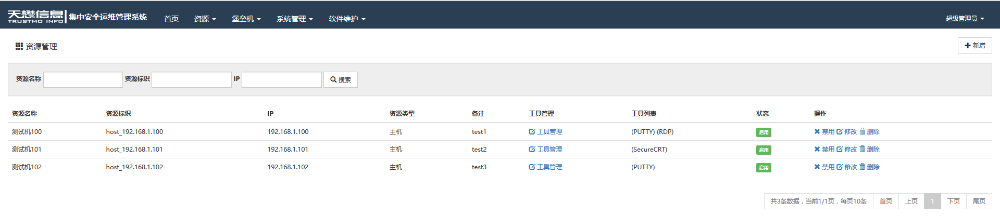 天懋信息 TRUSTMO INFO 集中安全运维管理系统 首页 资源 堡垒机 系统管理 软件维护 超级管理员
资源管理 新增
资源名称 资源标识 IP 搜索
资源名称 资源标识 IP 资源类型 备注 工具管理 工具列表 状态 操作
测试机100 host_192.168.1.100 192.168.1.100 主机 test1 工具管理 (PUTTY) (RDP) 启用 禁用 修改 删除
测试机101 host_192.168.1.101 192.168.1.101 主机 test2 工具管理 (SecureCRT) 启用 禁用 修改 删除
测试机102 host_192.168.1.102 192.168.1.102 主机 test3 工具管理 (PUTTY) 启用 禁用 修改 删除
共3条数据，当前1/1页，每页10条 首页 上页 1 下页 尾页